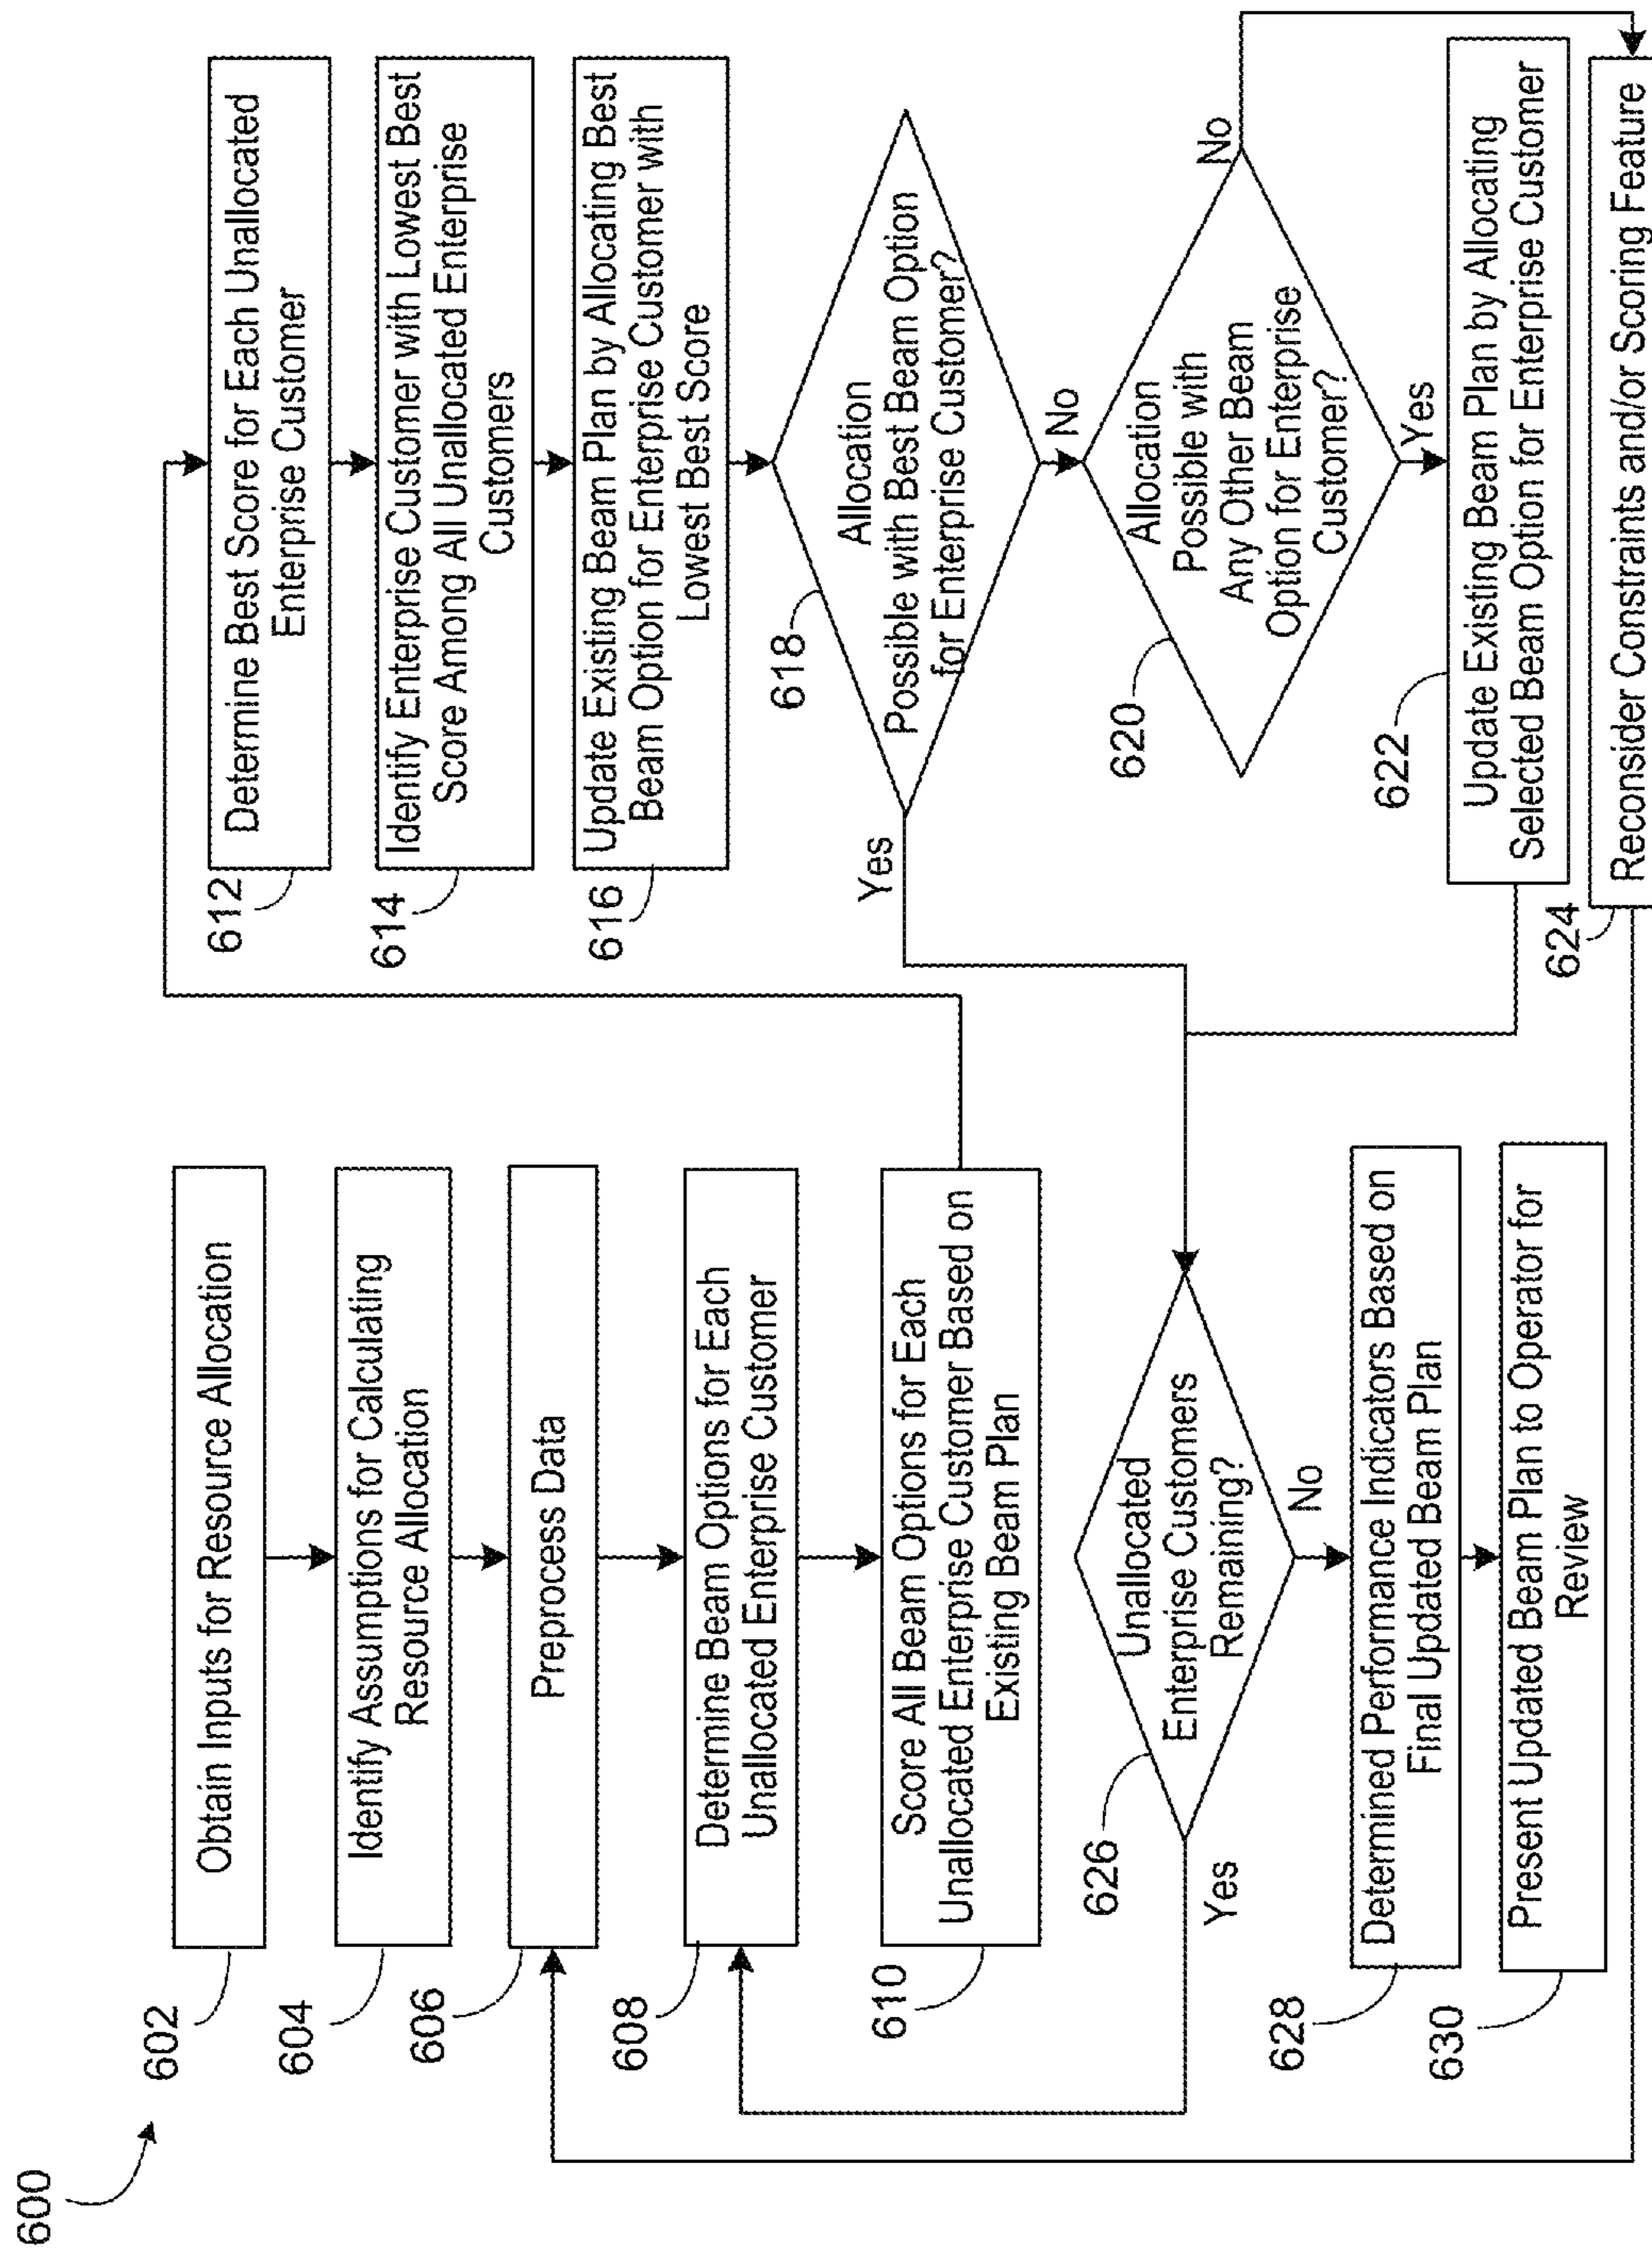 600
602
Obtain Inputs for Resource Allocation
604
Identify Assumptions for Calculating
Resource Allocation
606
Preprocess Data
608
Determine Beam Options for Each
Unallocated Enterprise Customer
610
Score All Beam Options for Each
Unallocated Enterprise Customer Based on
Existing Beam Plan
612
Determine Best Score for Each Unallocated
Enterprise Customer
614
Identify Enterprise Customer with Lowest Best
Score Among All Unallocated Enterprise
Customers
616
Update Existing Beam Plan by Allocating Best
Beam Option for Enterprise Customer with
Lowest Best Score
618
Allocation
Possible with Best Beam Option
for Enterprise Customer?
Yes
No
620
Allocation
Possible with
Any Other Beam
Option for Enterprise
Customer?
No
Yes
622
Update Existing Beam Plan by Allocating
Selected Beam Option for Enterprise Customer
624
Reconsider Constraints and/or Scoring Feature
626
Unallocated
Enterprise Customers
Remaining?
Yes
No
628
Determined Performance Indicators Based on
Final Updated Beam Plan
630
Present Updated Beam Plan to Operator for
Review